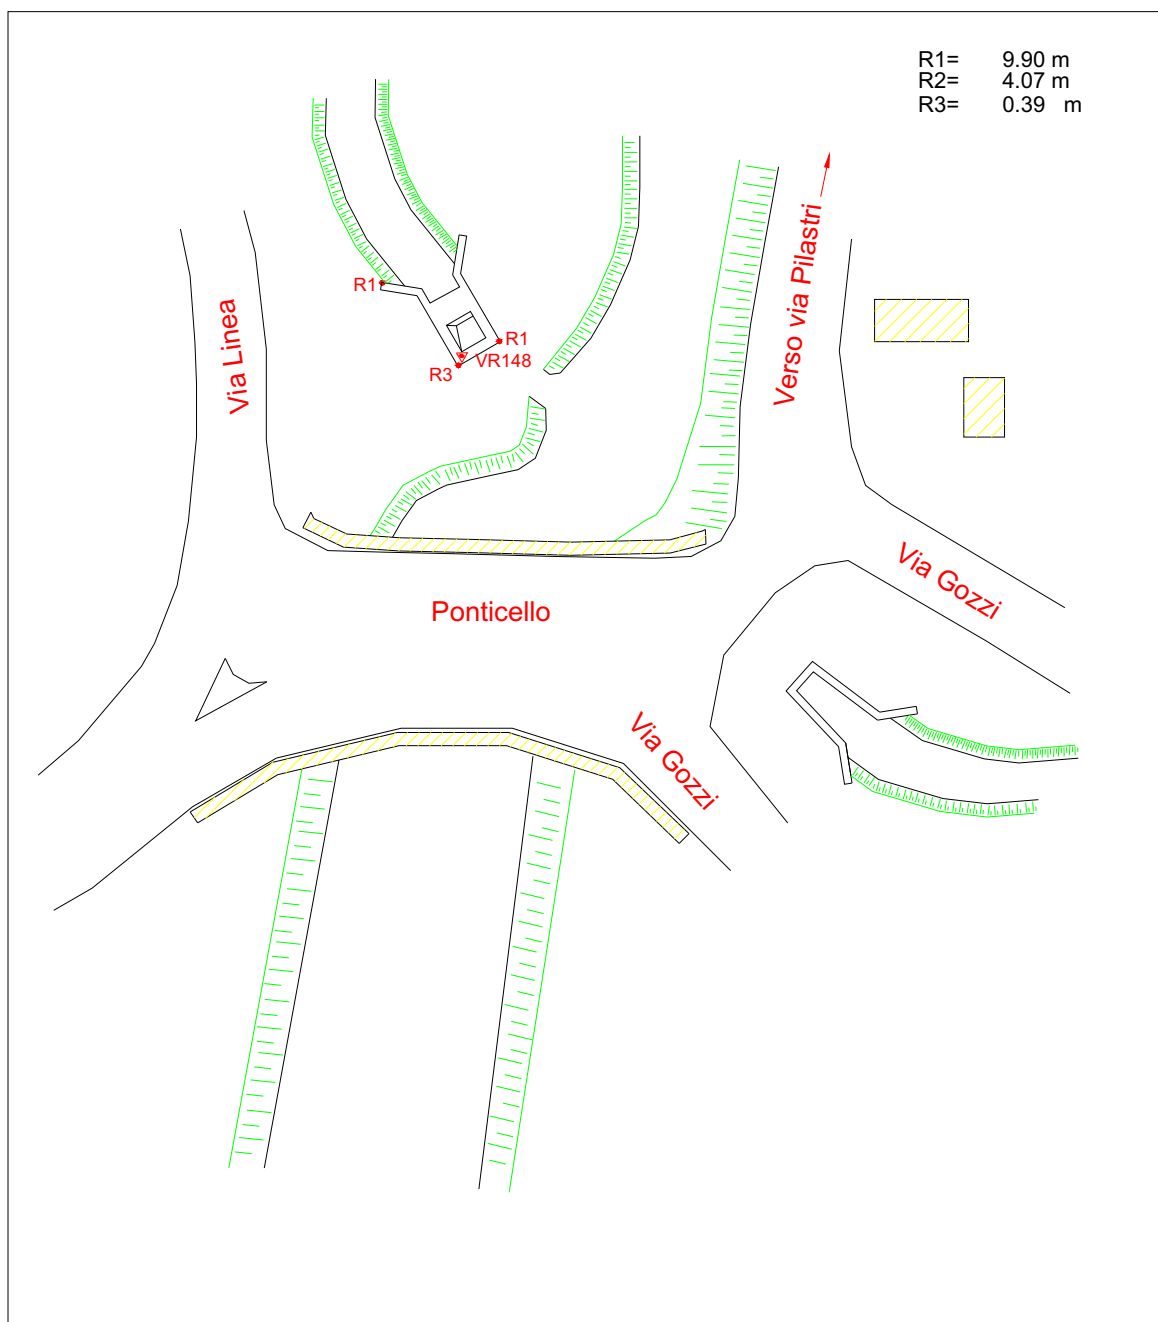 R1= 9.90 m
R2= 4.07 m
R3= 0.39 m
Verso via Pilastri
Via Linea
R1
R1
VR148
R3
Via Gozzi
Ponticello
Via Gozzi